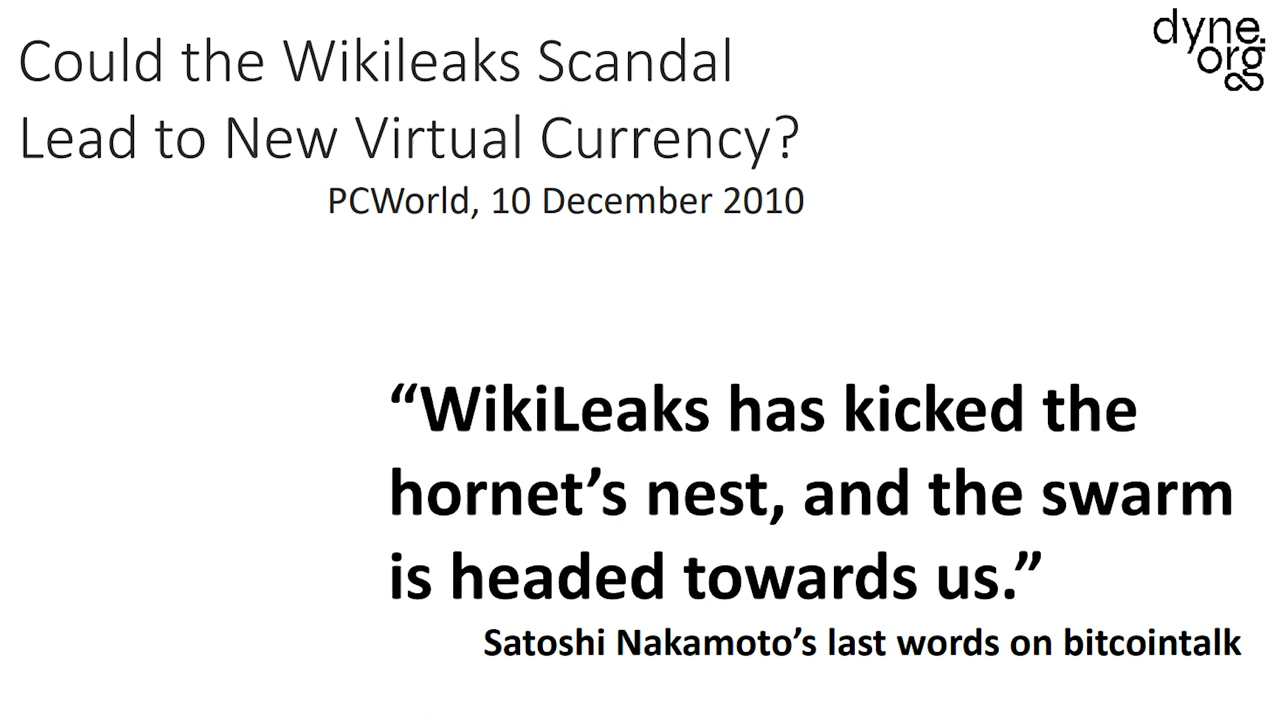 Could the Wikileaks Scandal
Lead to New Virtual Currency?
PCWorld, 10 December 2010
dyne.
org
“WikiLeaks has kicked the
hornet’s nest, and the swarm
is headed towards us.”
Satoshi Nakamoto’s last words on bitcointalk